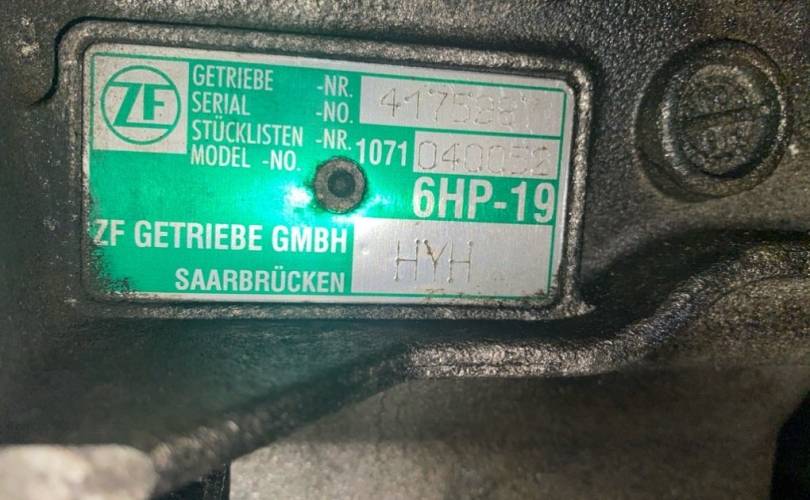 ZF
GETRIEBE -NR.
SERIAL -NO.
STÜCKLISTEN -NR.
MODEL -NO. 1071
6HP-19
ZF GETRIEBE GMBH
SAARBRÜCKEN
HYH